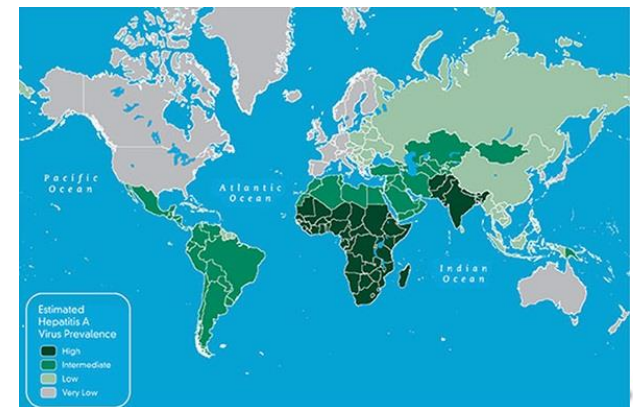 Pacific
Ocean
Atlantic
Ocean
Indian
Ocean
Estimated
Hepatitis A
Virus Prevalence
High
Intermediate
Low
Very Low